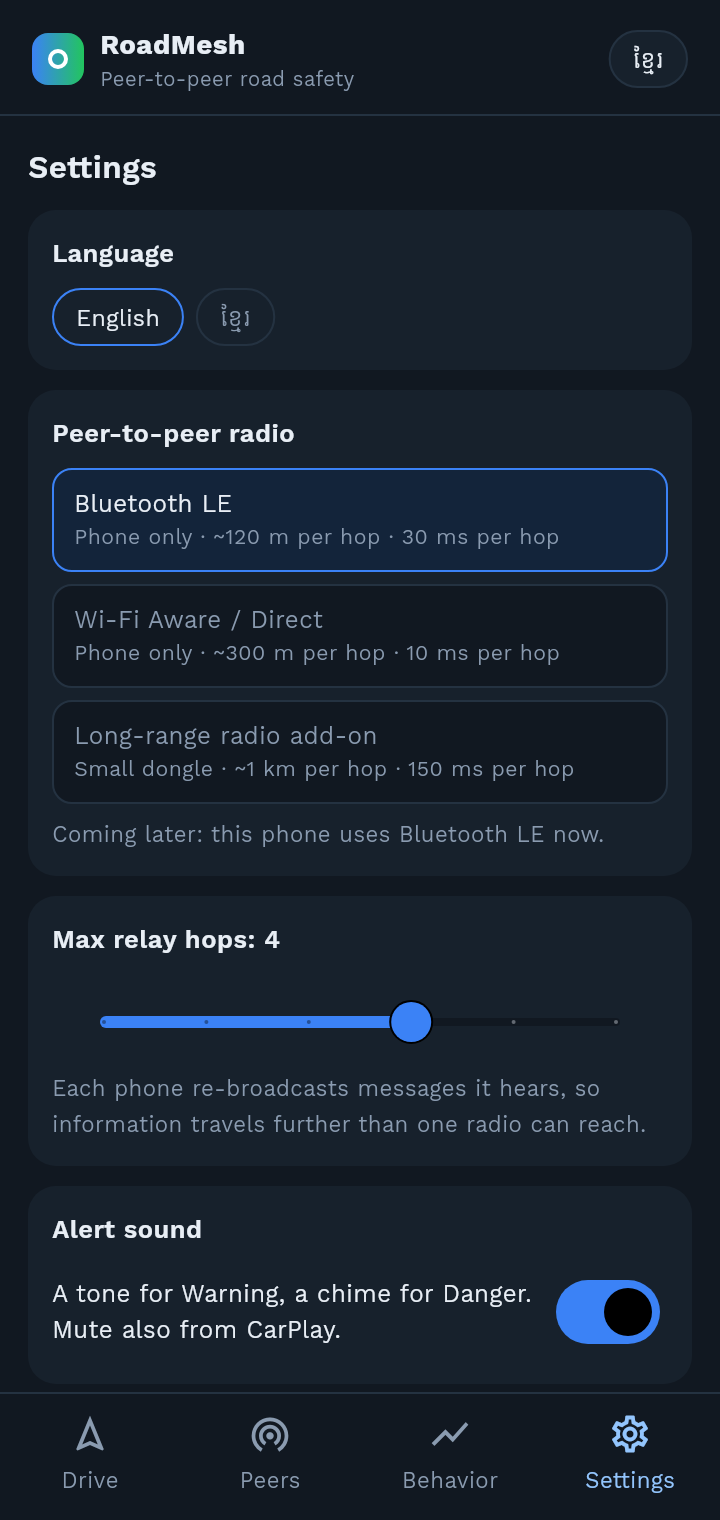 RoadMesh
Peer-to-peer road safety
ខ្មែរ
Settings
Language
English
ខ្មែរ
Peer-to-peer radio
Bluetooth LE
Phone only · ~120 m per hop · 30 ms per hop
Wi-Fi Aware / Direct
Phone only · ~300 m per hop · 10 ms per hop
Long-range radio add-on
Small dongle · ~1 km per hop · 150 ms per hop
Coming later: this phone uses Bluetooth LE now.
Max relay hops: 4
Each phone re-broadcasts messages it hears, so
information travels further than one radio can reach.
Alert sound
A tone for Warning, a chime for Danger.
Mute also from CarPlay.
Drive
Peers
Behavior
Settings